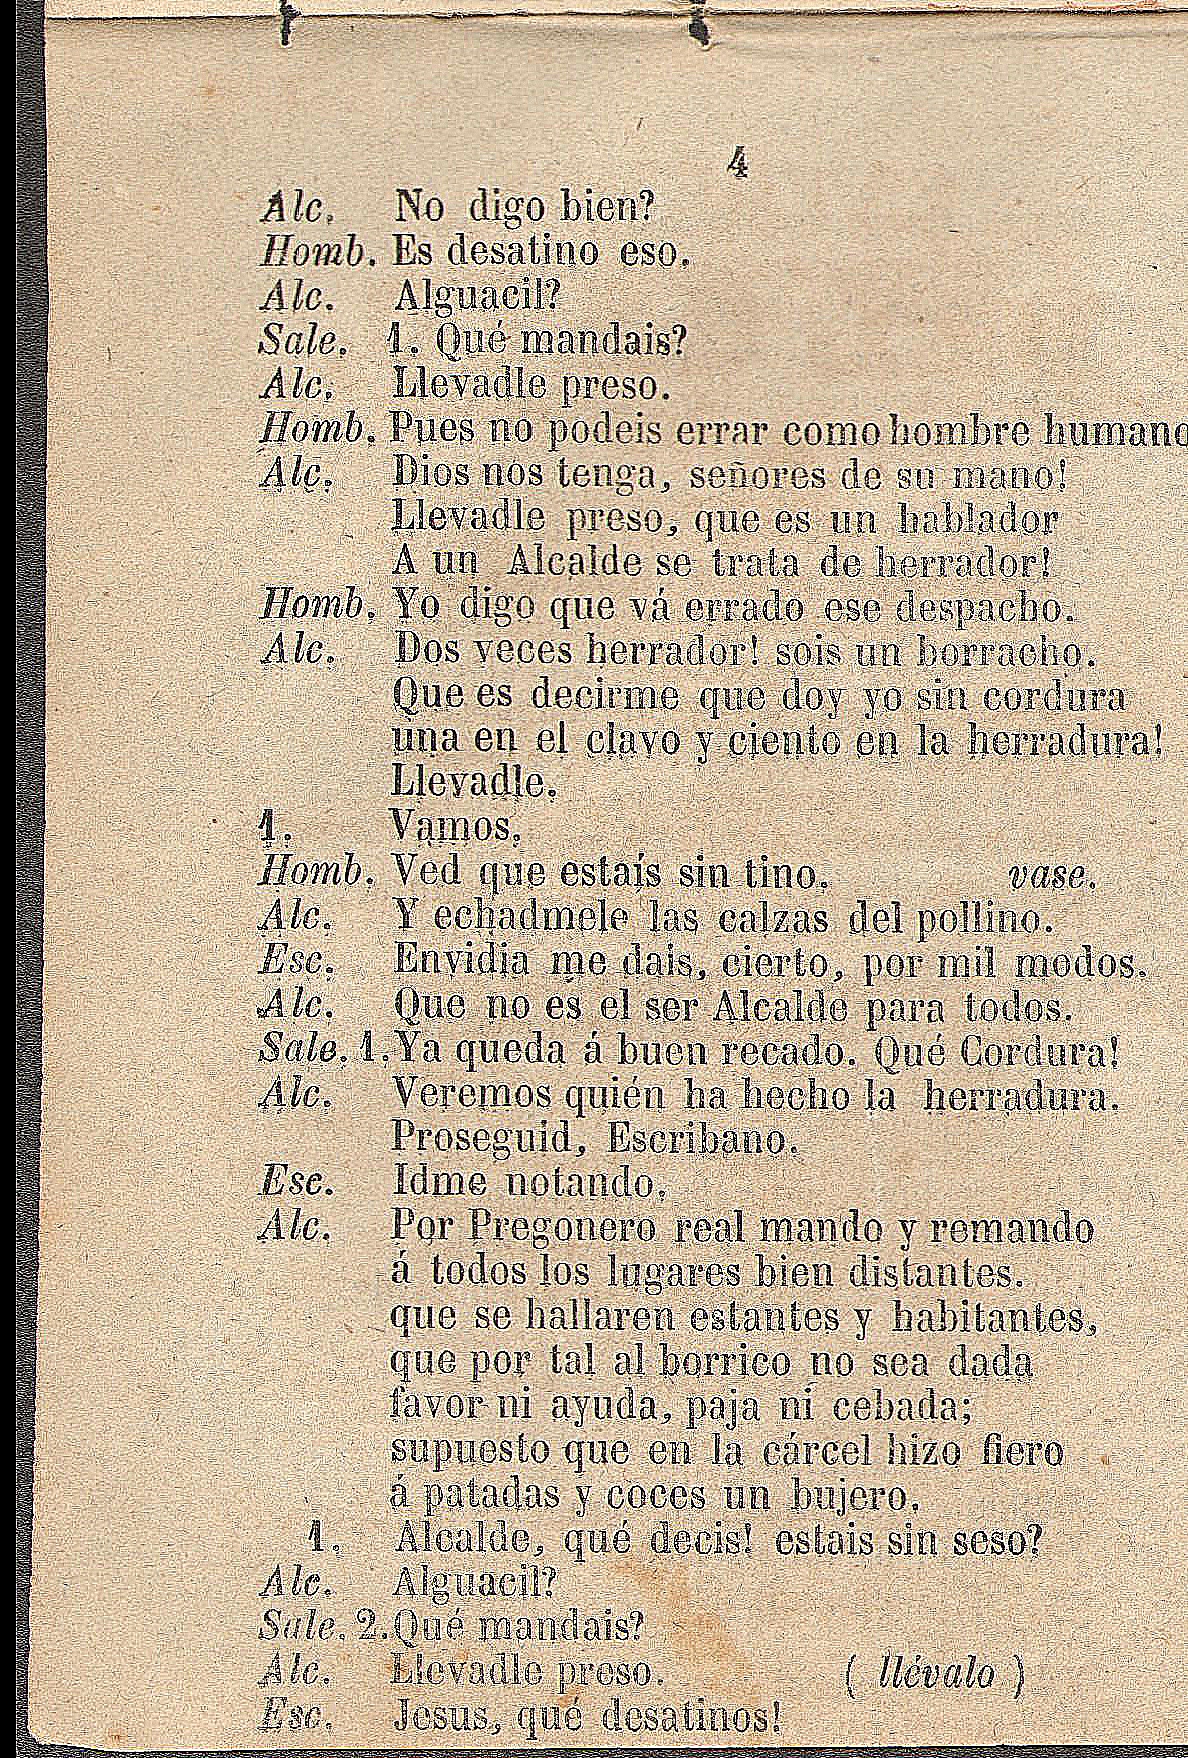 4
Alc. No digo bien?
Homb. Es desatino eso.
Alc. Alguacil?
Sale. 1. Qué mandais?
Alc. Llevadle preso.
Homb. Pues no podeis errar como hombre humano
Alc. Dios nos tenga, señores de su mano!
Llevadle preso, que es un hablador
A un Alcalde se trata de herrador!
Homb. Yo digo que vá errado ese despacho.
Alc. Dos veces herrador! sois un borracho.
Que es decirme que doy yo sin cordura
una en el clavo y ciento en la herradura!
Llevadle.
1. Vamos.
Homb. Ved que estaís sin tino. vase.
Alc. Y echadmele las calzas del pollino.
Esc. Envidia me dais, cierto, por mil modos.
Alc. Que no es el ser Alcalde para todos.
Sale. 1. Ya queda á buen recado. Qué Cordura!
Alc. Veremos quién ha hecho la herradura.
Proseguid, Escribano.
Esc. Idme notando.
Alc. Por Pregonero real mando y remando
á todos los lugares bien distantes.
que se hallaren estantes y habitantes,
que por tal al borrico no sea dada
favor ni ayuda, paja ni cebada;
supuesto que en la cárcel hizo fiero
á patadas y coces un bujero.
1. Alcalde, qué decis! estais sin seso?
Alc. Alguacil?
Sale. 2. Qué mandais?
Alc. Llevadle preso. ( llévalo )
Esc. Jesus, qué desatinos!